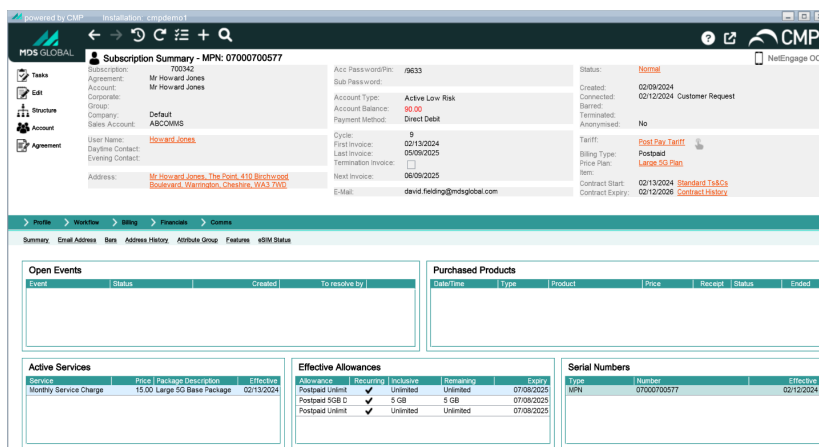 powered by CMP Installation: cmpdemo1
MDS GLOBAL
CMP
Subscription Summary - MPN: 07000700577
NetEngage OC
Tasks
Edit
Structure
Account
Agreement
Subscription: 700342
Agreement: Mr Howard Jones
Account: Mr Howard Jones
Corporate:
Group:
Company: Default
Sales Account: ABCOMMS
User Name: Howard Jones
Daytime Contact:
Evening Contact:
Address: Mr Howard Jones, The Point, 410 Birchwood
Boulevard, Warrington, Cheshire, WA3 7WD
Acc Password/Pin: /9633
Sub Password:
Account Type: Active Low Risk
Account Balance: 90.00
Payment Method: Direct Debit
Cycle: 9
First Invoice: 02/13/2024
Last Invoice: 05/09/2025
Termination Invoice:
Next Invoice: 06/09/2025
E-Mail: david.fielding@mdsglobal.com
Status: Normal
Created: 02/09/2024
Connected: 02/12/2024 Customer Request
Barred:
Terminated:
Anonymised: No
Tariff: Post Pay Tariff
Billing Type: Postpaid
Price Plan: Large 5G Plan
Item:
Contract Start: 02/13/2024 Standard Ts&Cs
Contract Expiry: 02/12/2026 Contract History
Profile Workflow Billing Financials Comms
Summary Email Address Bars Address History Attribute Group Features eSIM Status
Open Events
Event Status Created To resolve by
Purchased Products
Date/Time Type Product Price Receipt Status Ended
Active Services
Service Price Package Description Effective
Monthly Service Charge 15.00 Large 5G Base Package 02/13/2024
Effective Allowances
Allowance Recurring Inclusive Remaining Expiry
Postpaid Unlimit Unlimited Unlimited 07/08/2025
Postpaid 5GB D 5 GB 5 GB 07/08/2025
Postpaid Unlimit Unlimited Unlimited 07/08/2025
Serial Numbers
Type Number Effective
MPN 07000700577 02/12/2024